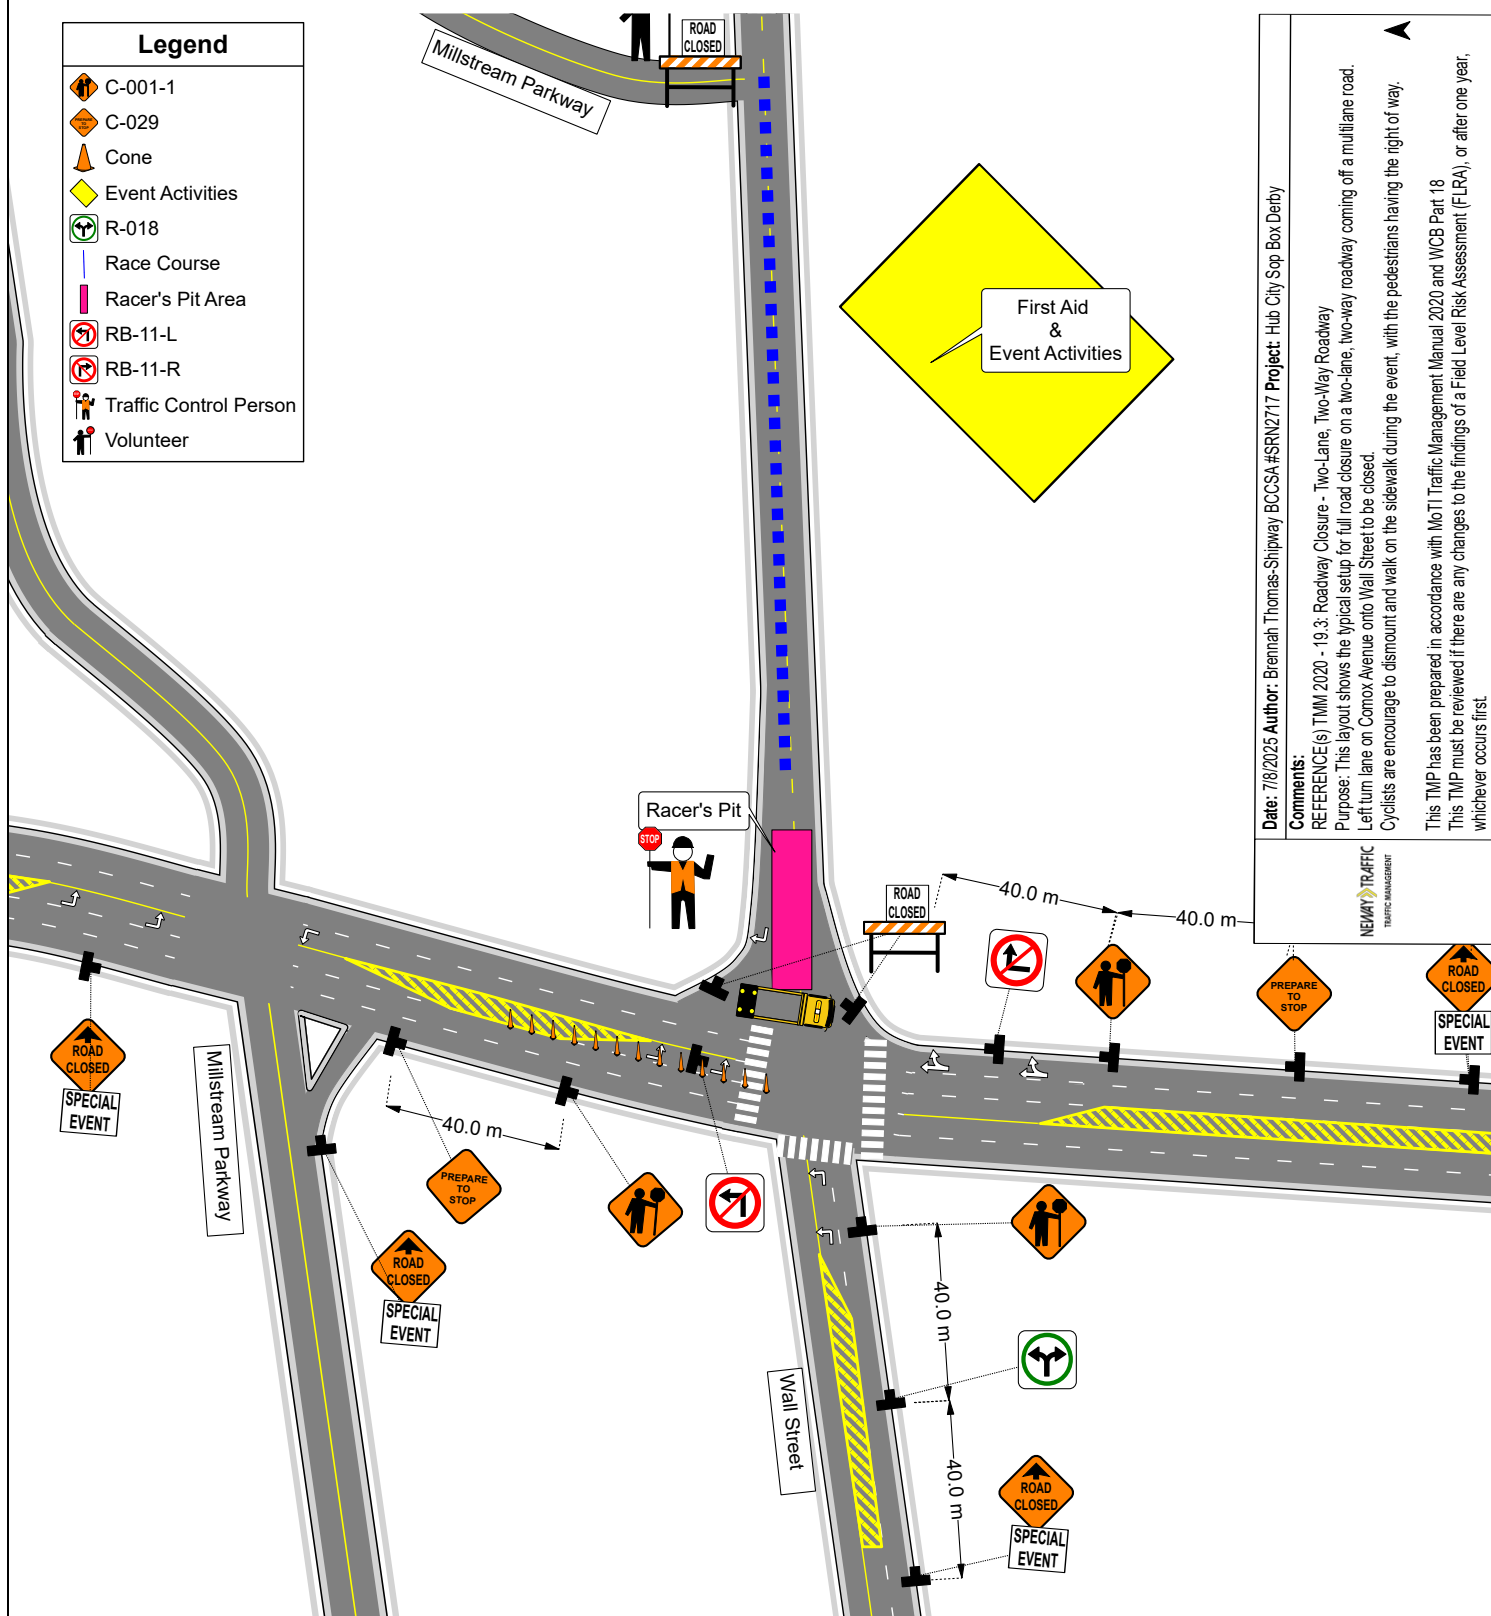 Legend
C-001-1
C-029
Cone
Event Activities
R-018
Race Course
Racer's Pit Area
RB-11-L
RB-11-R
Traffic Control Person
Volunteer
Millstream Parkway
ROAD
CLOSED
First Aid
&
Event Activities
Racer's Pit
STOP
ROAD
CLOSED
40.0 m
40.0 m
PREPARE
TO
STOP
ROAD
CLOSED
SPECIAL
EVENT
ROAD
CLOSED
SPECIAL
EVENT
Millstream Parkway
40.0 m
PREPARE
TO
STOP
ROAD
CLOSED
SPECIAL
EVENT
40.0 m
Wall Street
40.0 m
ROAD
CLOSED
SPECIAL
EVENT
Date: 7/8/2025 Author: Brennah Thomas-Shipway BCCSA #SRN2717 Project: Hub City Sop Box Derby
Comments:
REFERENCE(s) TMM 2020 - 19.3: Roadway Closure - Two-Lane, Two-Way Roadway
Purpose: This layout shows the typical setup for full road closure on a two-lane, two-way roadway coming off a multilane road.
Left turn lane on Comox Avenue onto Wall Street to be closed.
Cyclists are encourage to dismount and walk on the sidewalk during the event, with the pedestrians having the right of way.
This TMP has been prepared in accordance with MoTI Traffic Management Manual 2020 and WCB Part 18
This TMP must be reviewed if there are any changes to the findings of a Field Level Risk Assessment (FLRA), or after one year,
whichever occurs first.
NEWAY TRAFFIC
TRAFFIC MANAGEMENT